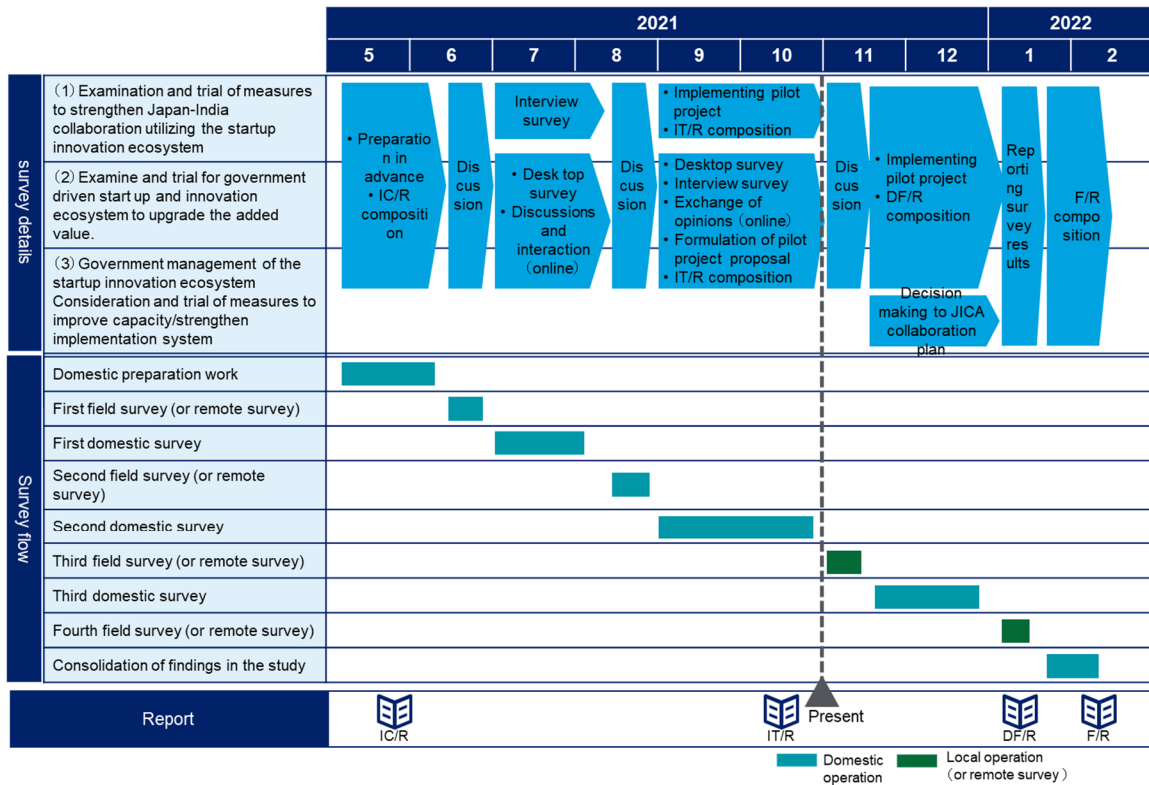 2021
2022
5
6
7
8
9
10
11
12
1
2
survey details
(1) Examination and trial of measures
to strengthen Japan-India
collaboration utilizing the startup
innovation ecosystem
(2) Examine and trial for government
driven start up and innovation
ecosystem to upgrade the added
value.
(3) Government management of the
startup innovation ecosystem
Consideration and trial of measures to
improve capacity/strengthen
implementation system
• Preparatio
n in
advance
• IC/R
compositi
on
Dis
cus
sion
Interview
survey
• Desk top
survey
• Discussions
and
interaction
(online)
Dis
cus
sion
• Implementing pilot
project
• IT/R composition
• Desktop survey
• Interview survey
• Exchange of
opinions (online)
• Formulation of pilot
project proposal
• IT/R composition
Dis
cus
sion
• Implementing
pilot project
• DF/R
composition
Decision
making to JICA
collaboration
plan
Rep
orti
ng
surv
ey
res
ults
F/R
compo
sition
Survey flow
Domestic preparation work
First field survey (or remote survey)
First domestic survey
Second field survey (or remote
survey)
Second domestic survey
Third field survey (or remote survey)
Third domestic survey
Fourth field survey (or remote survey)
Consolidation of findings in the study
Report
IC/R
IT/R
Present
DF/R
F/R
Domestic
operation
Local operation
(or remote survey)